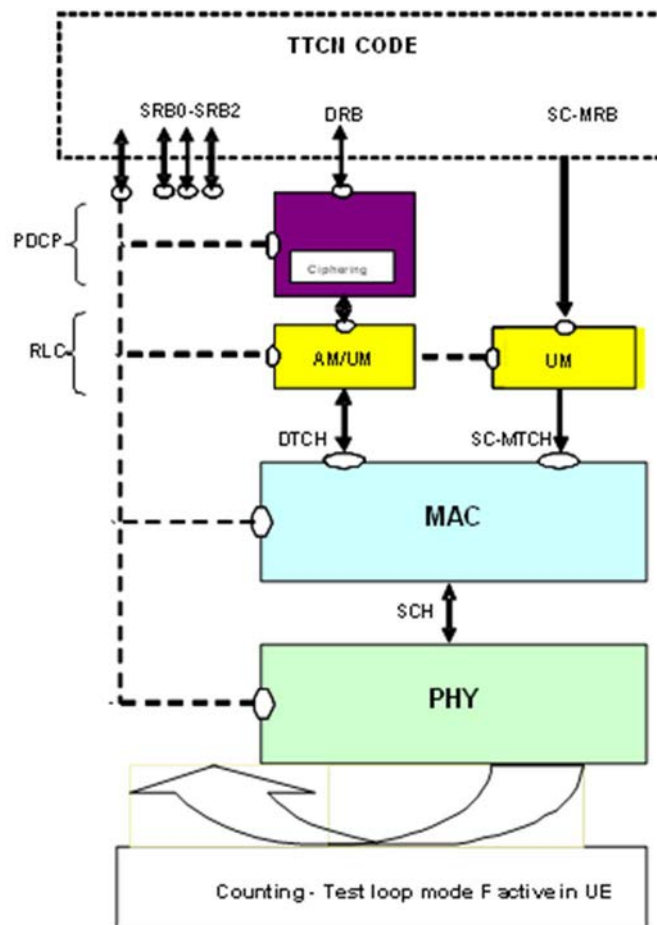 TTCN CODE
SRB0-SRB2
DRB
SC-MRB
PDCP
Ciphering
RLC
AM/UM
UM
DTCH
SC-MTCH
MAC
SCH
PHY
Counting - Test loop mode F active in UE